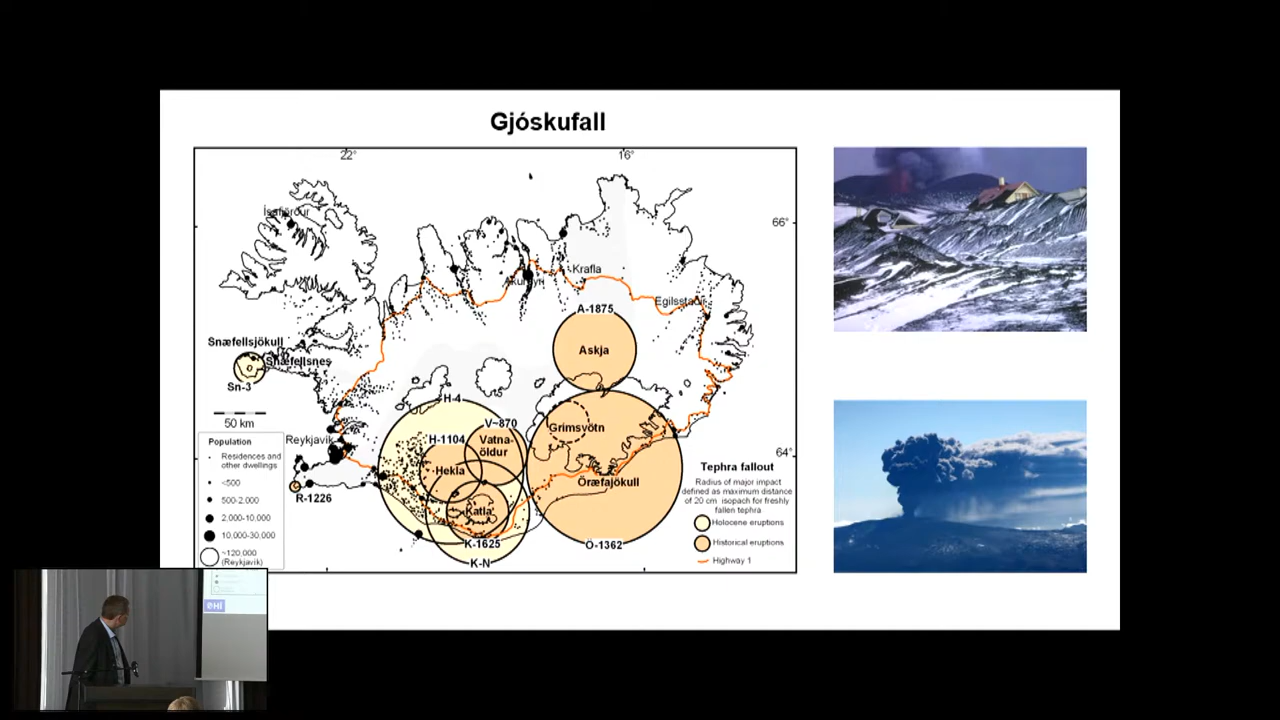 Gjóskufall
22°
16°
66°
64°
Ísafjörður
Krafla
Akureyri
Egilsstaðir
A-1875
Askja
Snæfellsjökull
Snæfellsnes
Sn-3
50 km
H-4
V~870
H-1104
Vatna-
öldur
Grímsvötn
Reykjavík
Hekla
Öræfajökull
R-1226
Katla
K-1625
K-N
Ö-1362
Population
Residences and
other dwellings
<500
500-2.000
2.000-10.000
10.000-30.000
~120.000
(Reykjavik)
Tephra fallout
Radius of major impact
defined as maximum distance
of 20 cm isopach for freshly
fallen tephra
Holocene eruptions
Historical eruptions
Highway 1
HÍ